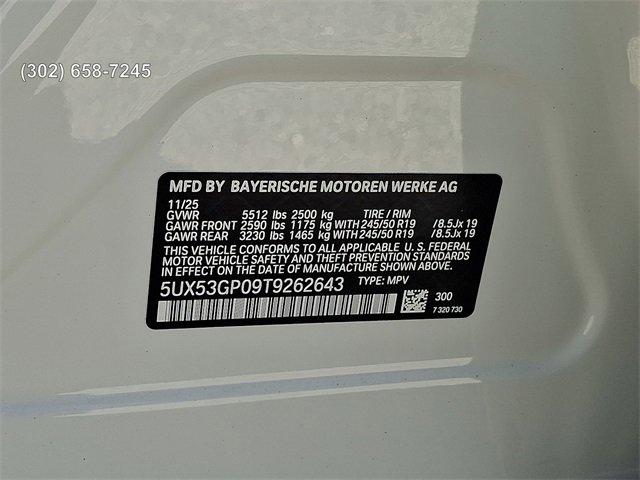 (302) 658-7245
MFD BY BAYERISCHE MOTOREN WERKE AG
11/25
GVWR 5512 lbs 2500 kg TIRE / RIM
GAWR FRONT 2590 lbs 1175 kg WITH 245/50 R19 /8.5Jx 19
GAWR REAR 3230 lbs 1465 kg WITH 245/50 R19 /8.5Jx 19
THIS VEHICLE CONFORMS TO ALL APPLICABLE U. S. FEDERAL
MOTOR VEHICLE SAFETY AND THEFT PREVENTION STANDARDS
IN EFFECT ON THE DATE OF MANUFACTURE SHOWN ABOVE.
5UX53GP09T9262643 TYPE: MPV
300
7 320 730